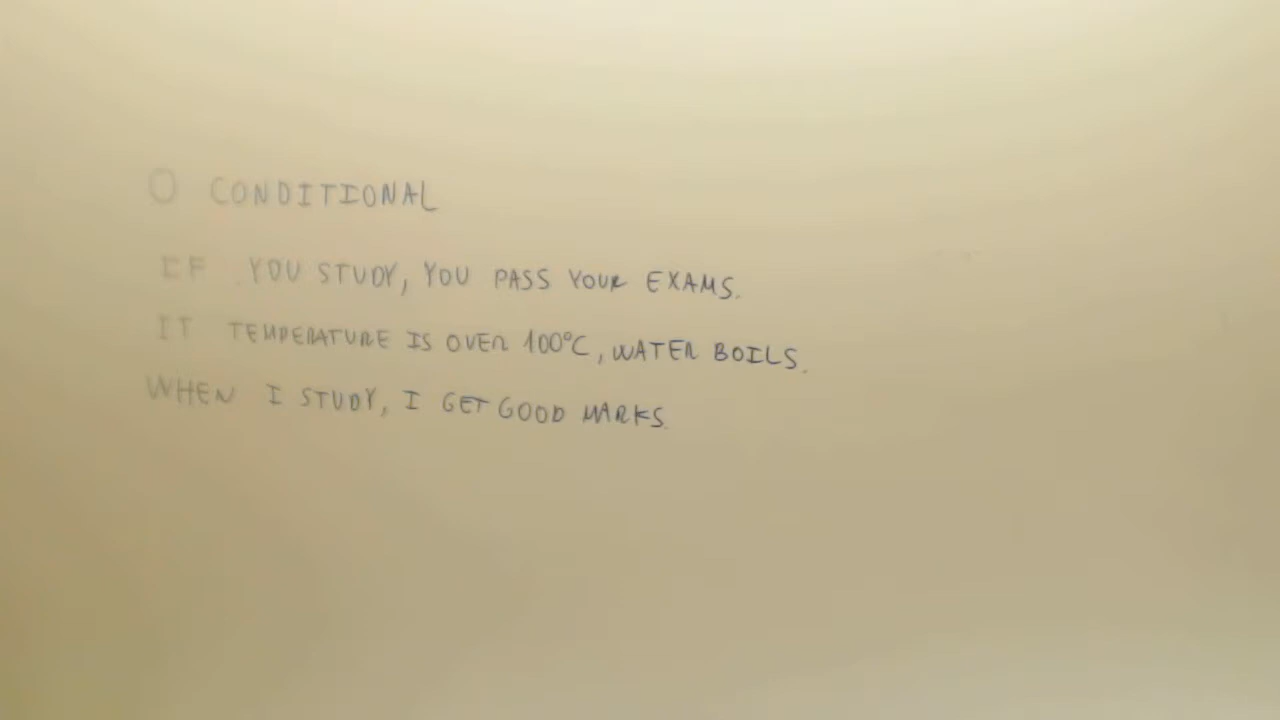 0 CONDITIONAL
IF YOU STUDY, YOU PASS YOUR EXAMS.
IT TEMPERATURE IS OVER 100°C, WATER BOILS.
WHEN I STUDY, I GET GOOD MARKS.